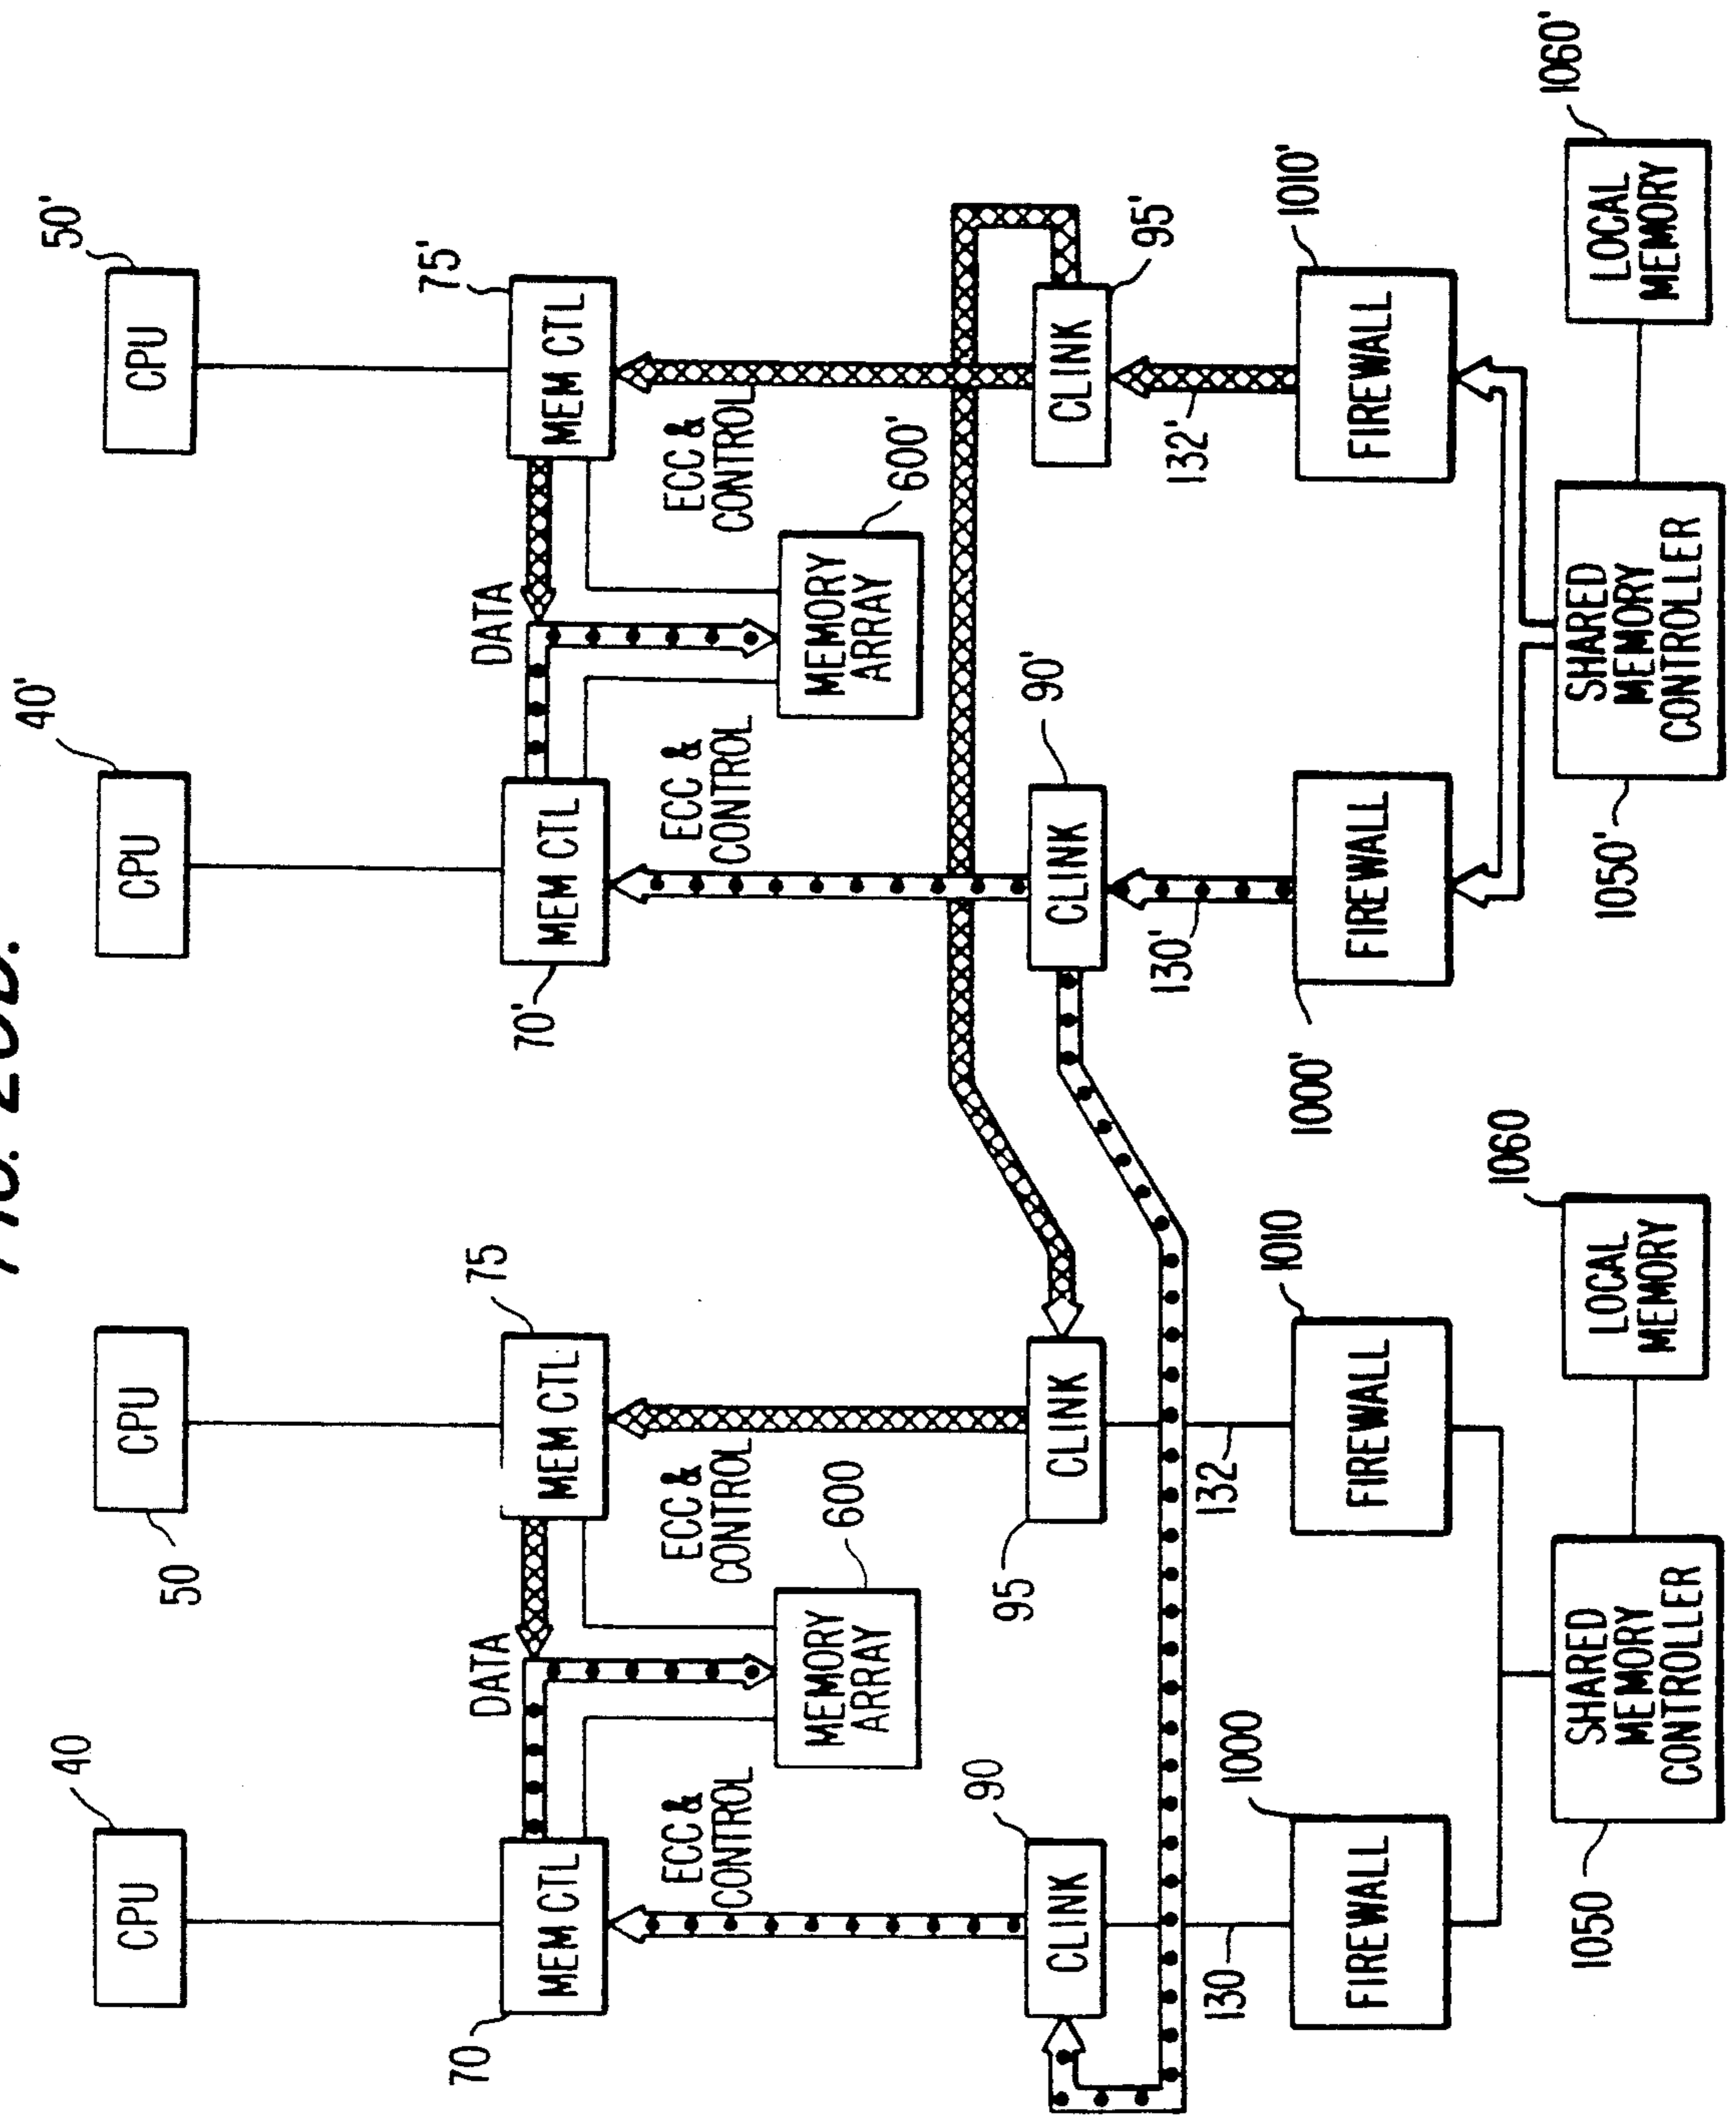 FIG.
40
50
40'
50'
CPU
CPU
CPU
CPU
70
75
70'
75'
MEM CTL
DATA
MEM CTL
MEM CTL
DATA
MEM CTL
ECC &
CONTROL
ECC &
CONTROL
ECC &
CONTROL
ECC &
CONTROL
MEMORY
ARRAY
600
MEMORY
ARRAY
600'
90
95
90'
95'
CLINK
CLINK
CLINK
CLINK
130
132
130'
132'
1000
1010
1000'
1010'
FIREWALL
FIREWALL
FIREWALL
FIREWALL
1050
SHARED
MEMORY
CONTROLLER
1060
LOCAL
MEMORY
1050'
SHARED
MEMORY
CONTROLLER
1060'
LOCAL
MEMORY